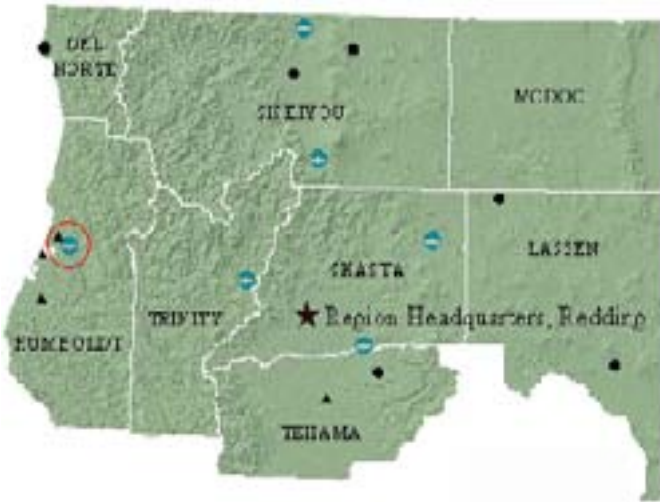 DEL
NORTE
SISKIYOU
MODOC
SHASTA
LASSEN
Region Headquarters, Redding
TRINITY
HUMBOLDT
TEHAMA